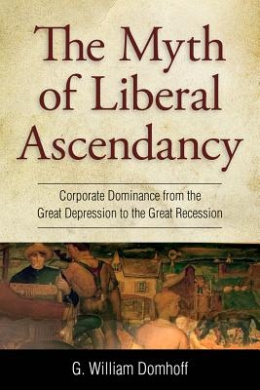 The Myth
of Liberal
Ascendancy
Corporate Dominance from the
Great Depression to the Great Recession
G. William Domhoff